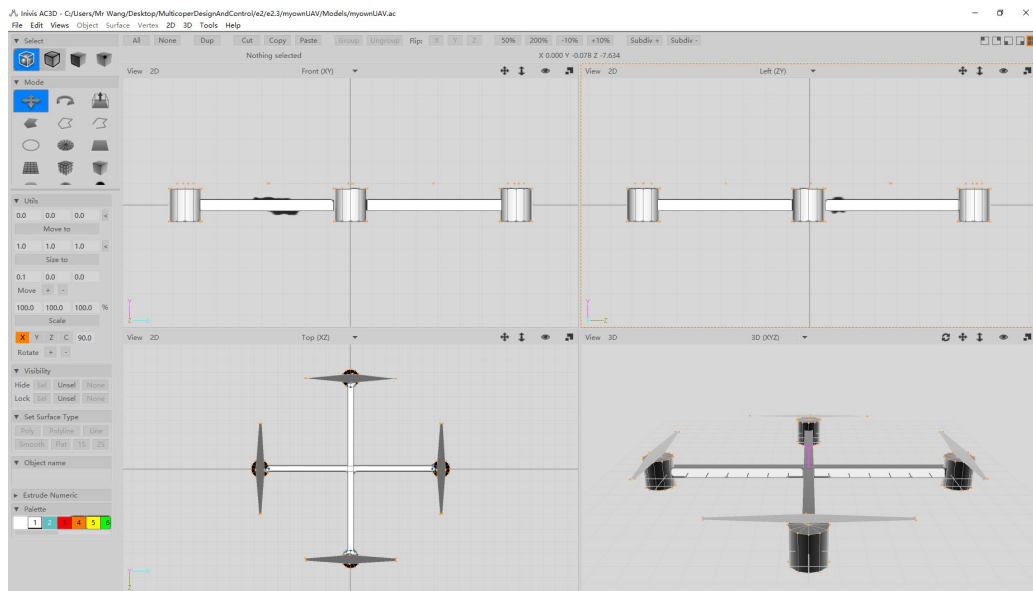 Inivis AC3D - C:/Users/Mr Wang/Desktop/MulticoperDesignAndControl/e2/e2.3/myownUAV/Models/myownUAV.ac
File Edit Views Object Surface Vertex 2D 3D Tools Help
Select
All None Dup Cut Copy Paste Group Ungroup Flip: X Y Z 50% 200% -10% +10% Subdiv + Subdiv -
Nothing selected X 0.000 Y -0.078 Z -7.634
View 2D Front (XY)
View 2D Left (ZY)
Mode
Utils
0.0 0.0 0.0
Move to
1.0 1.0 1.0
Size to
0.1 0.0 0.0
Move + -
100.0 100.0 100.0 %
Scale
X Y Z C 90.0
Rotate + -
View 2D Top (XZ)
View 3D 3D (XYZ)
Visibility
Hide Sel Unsel None
Lock Sel Unsel None
Set Surface Type
Poly Polyline Line
Smooth Flat 1S 2S
Object name
Extrude Numeric
Palette
1 2 3 4 5 6